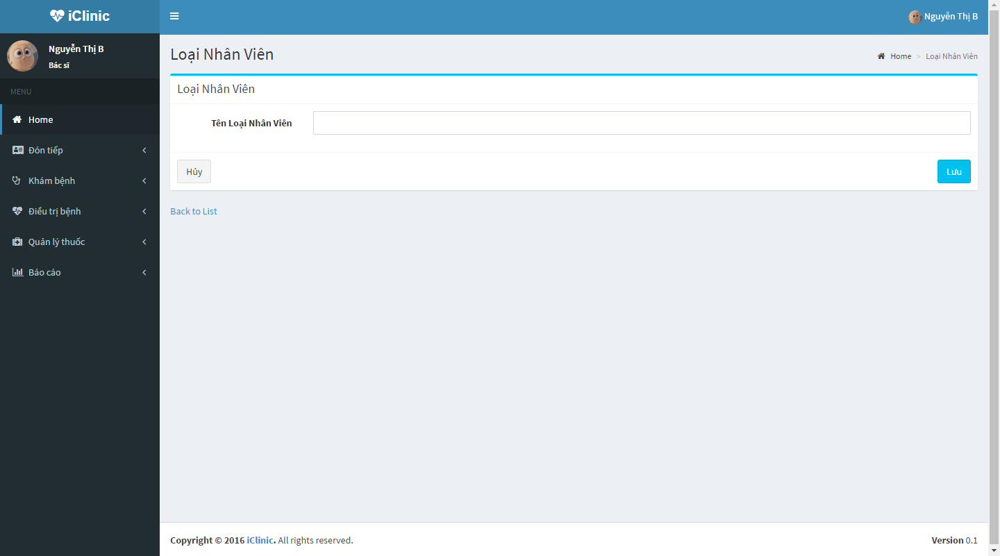 iClinic
Nguyễn Thị B
Nguyễn Thị B
Bác sĩ
MENU
Home
Đón tiếp
Khám bệnh
Điều trị bệnh
Quản lý thuốc
Báo cáo
Loại Nhân Viên
Home > Loại Nhân Viên
Loại Nhân Viên
Tên Loại Nhân Viên
Hủy
Lưu
Back to List
Copyright © 2016 iClinic. All rights reserved.
Version 0.1